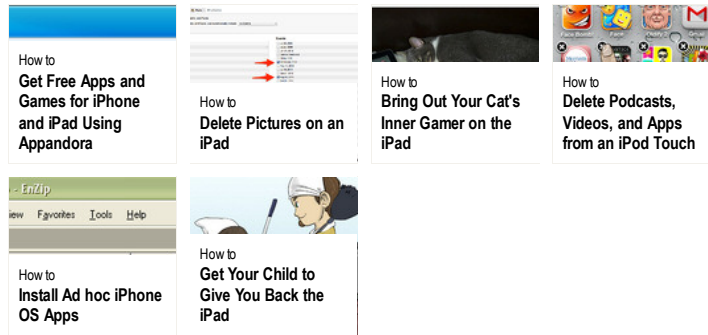 How to
Get Free Apps and
Games for iPhone
and iPad Using
Appandora
How to
Delete Pictures on an
iPad
How to
Bring Out Your Cat's
Inner Gamer on the
iPad
Gmail
How to
Delete Podcasts,
Videos, and Apps
from an iPod Touch
- EnZip
iew Favorites Tools Help
How to
Install Ad hoc iPhone
OS Apps
How to
Get Your Child to
Give You Back the
iPad